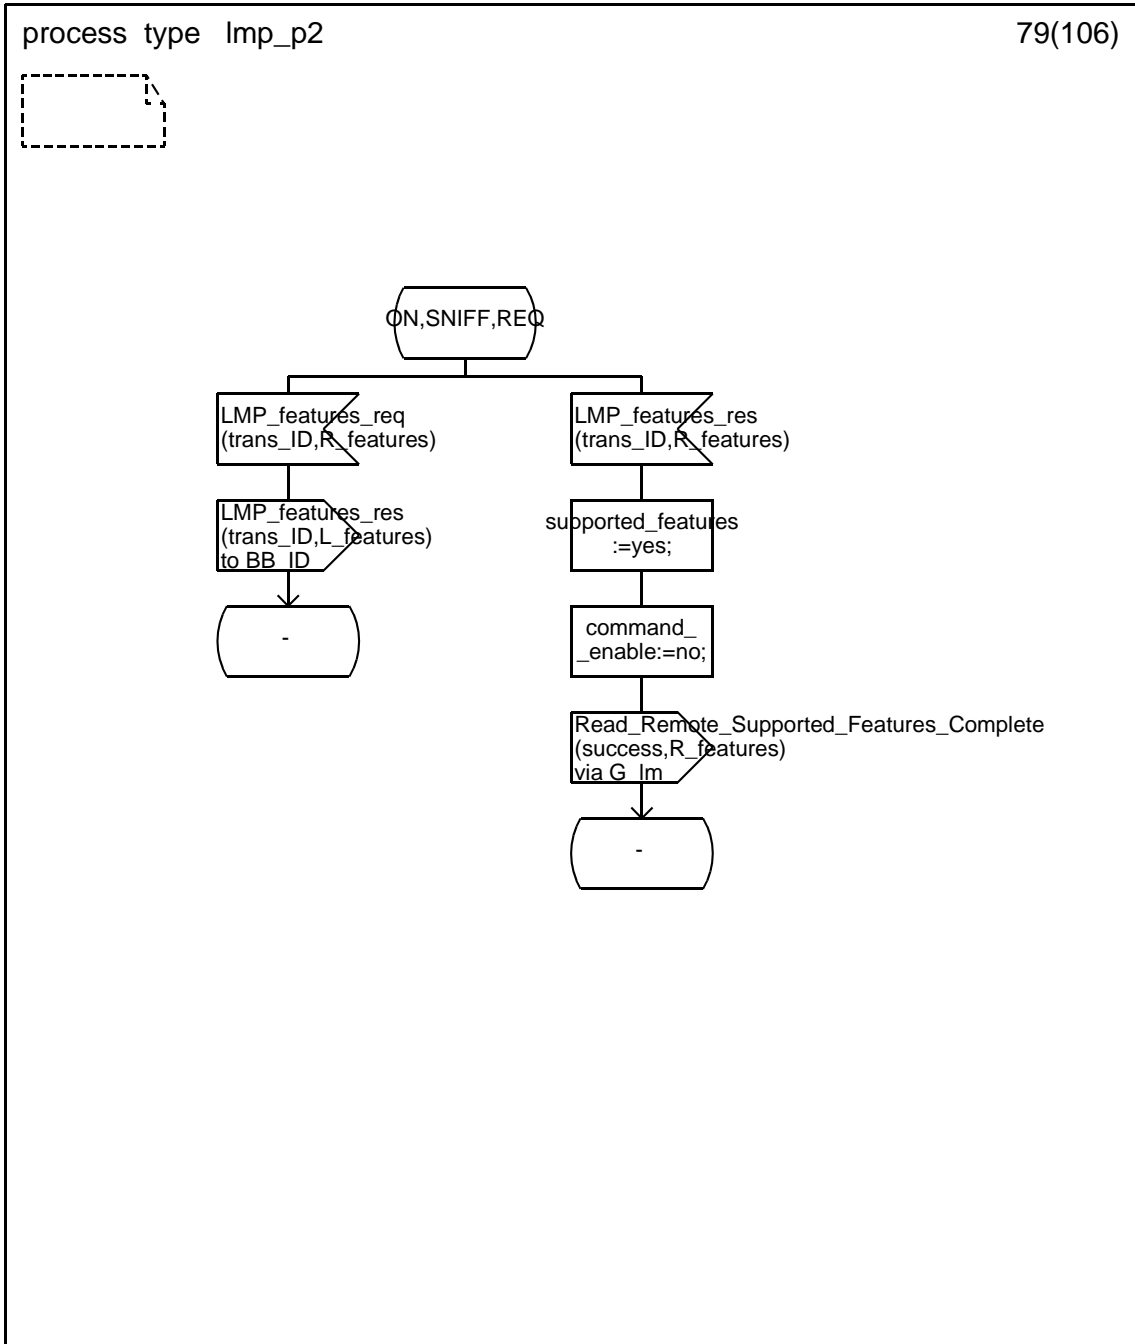 process type lmp_p2
79(106)
ON,SNIFF,REQ
LMP_features_req
(trans_ID,R_features)
LMP_features_res
(trans_ID,L_features)
to BB_ID
-
LMP_features_res
(trans_ID,R_features)
supported_features
:=yes;
command_
_enable:=no;
Read_Remote_Supported_Features_Complete
(success,R_features)
via G_lm
-